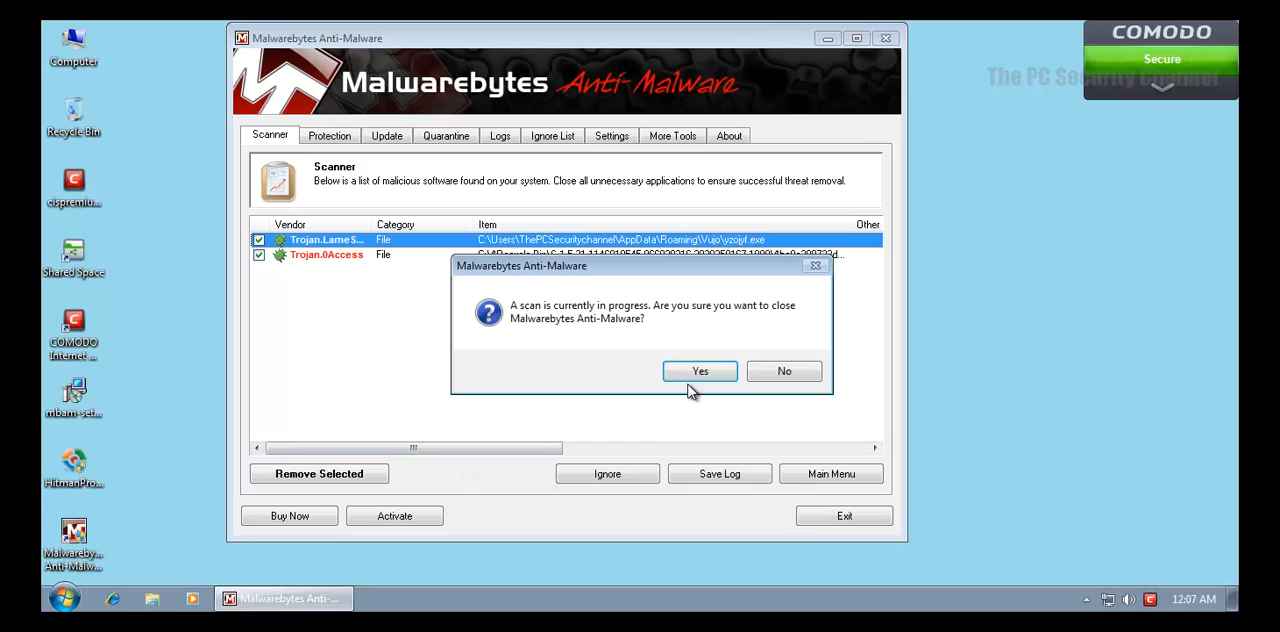 Computer
Recycle Bin
cispremiu...
Shared Space
COMODO
Internet ...
mbam-set...
HitmanPro...
Malwareby...
Anti-Malw...
Malwarebytes Anti-Malware
Malwarebytes Anti-Malware
Scanner Protection Update Quarantine Logs Ignore List Settings More Tools About
Scanner
Below is a list of malicious software found on your system. Close all unnecessary applications to ensure successful threat removal.
Vendor Category Item Other
Trojan.LameS... File C:\Users\ThePCSecuritychannel\AppData\Roaming\Vujo\yzojyf.exe
Trojan.0Access File
Malwarebytes Anti-Malware
A scan is currently in progress. Are you sure you want to close
Malwarebytes Anti-Malware?
Yes No
Remove Selected Ignore Save Log Main Menu
Buy Now Activate Exit
COMODO
Secure
The PC Security Channel
Malwarebytes Anti-...
12:07 AM